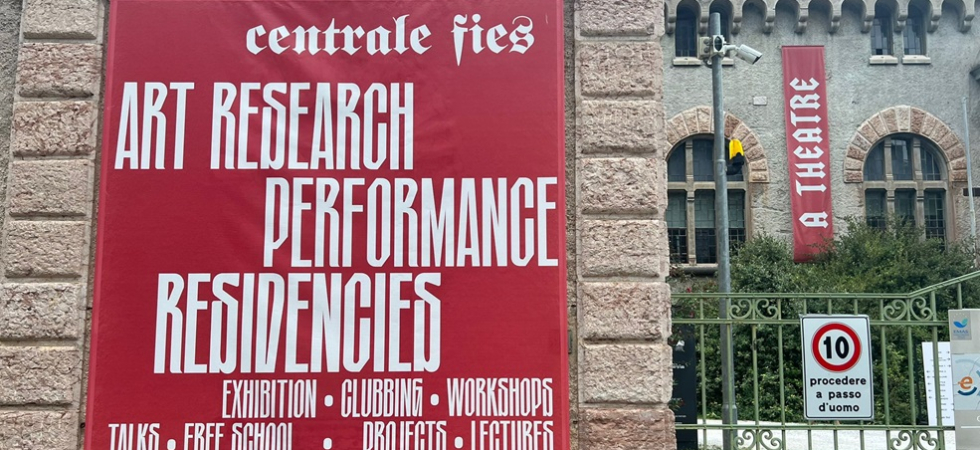 centrale fies
ART RESEARCH
PERFORMANCE
RESIDENCIES
EXHIBITION • CLUBBING • WORKSHOPS
TALKS • FREE SCHOOL • PROJECTS • LECTURES
A THEATRE
10
procedere
a passo
d'uomo